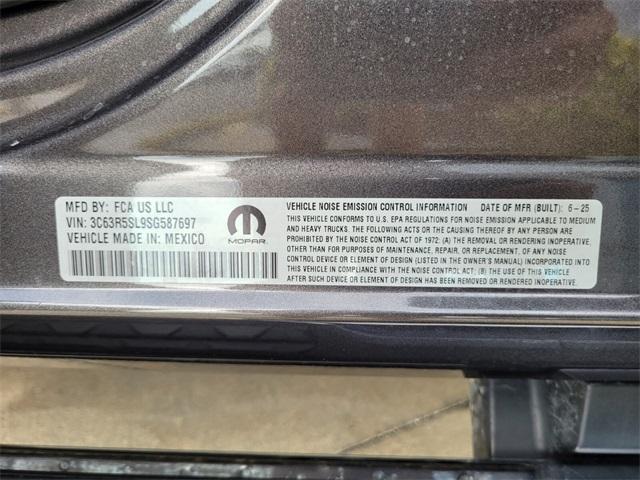 MFD BY: FCA US LLC
VIN: 3C63R5SL9SG587697
VEHICLE MADE IN: MEXICO
MOPAR
VEHICLE NOISE EMISSION CONTROL INFORMATION DATE OF MFR (BUILT): 6-25
THIS VEHICLE CONFORMS TO U.S. EPA REGULATIONS FOR NOISE EMISSION APPLICABLE TO MEDIUM
AND HEAVY TRUCKS. THE FOLLOWING ACTS OR THE CAUSING THEREOF BY ANY PERSON ARE
PROHIBITED BY THE NOISE CONTROL ACT OF 1972: (A) THE REMOVAL OR RENDERING INOPERATIVE,
OTHER THAN FOR PURPOSES OF MAINTENANCE, REPAIR, OR REPLACEMENT, OF ANY NOISE
CONTROL DEVICE OR ELEMENT OF DESIGN (LISTED IN THE OWNER'S MANUAL) INCORPORATED INTO
THIS VEHICLE IN COMPLIANCE WITH THE NOISE CONTROL ACT; (B) THE USE OF THIS VEHICLE
AFTER SUCH DEVICE OR ELEMENT OF DESIGN HAS BEEN REMOVED OR RENDERED INOPERATIVE.